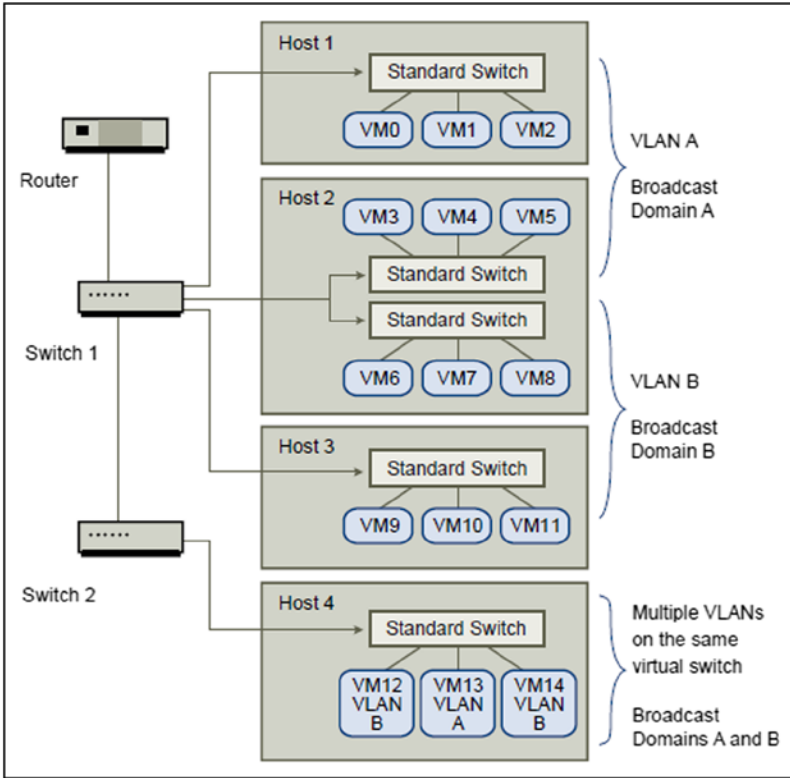 Host 1
Standard Switch
VM0 VM1 VM2
Router
VLAN A
Broadcast
Domain A
Host 2
VM3 VM4 VM5
Standard Switch
Standard Switch
VM6 VM7 VM8
Switch 1
VLAN B
Broadcast
Domain B
Host 3
Standard Switch
VM9 VM10 VM11
Switch 2
Host 4
Standard Switch
VM12 VLAN B
VM13 VLAN A
VM14 VLAN B
Multiple VLANs
on the same
virtual switch
Broadcast
Domains A and B